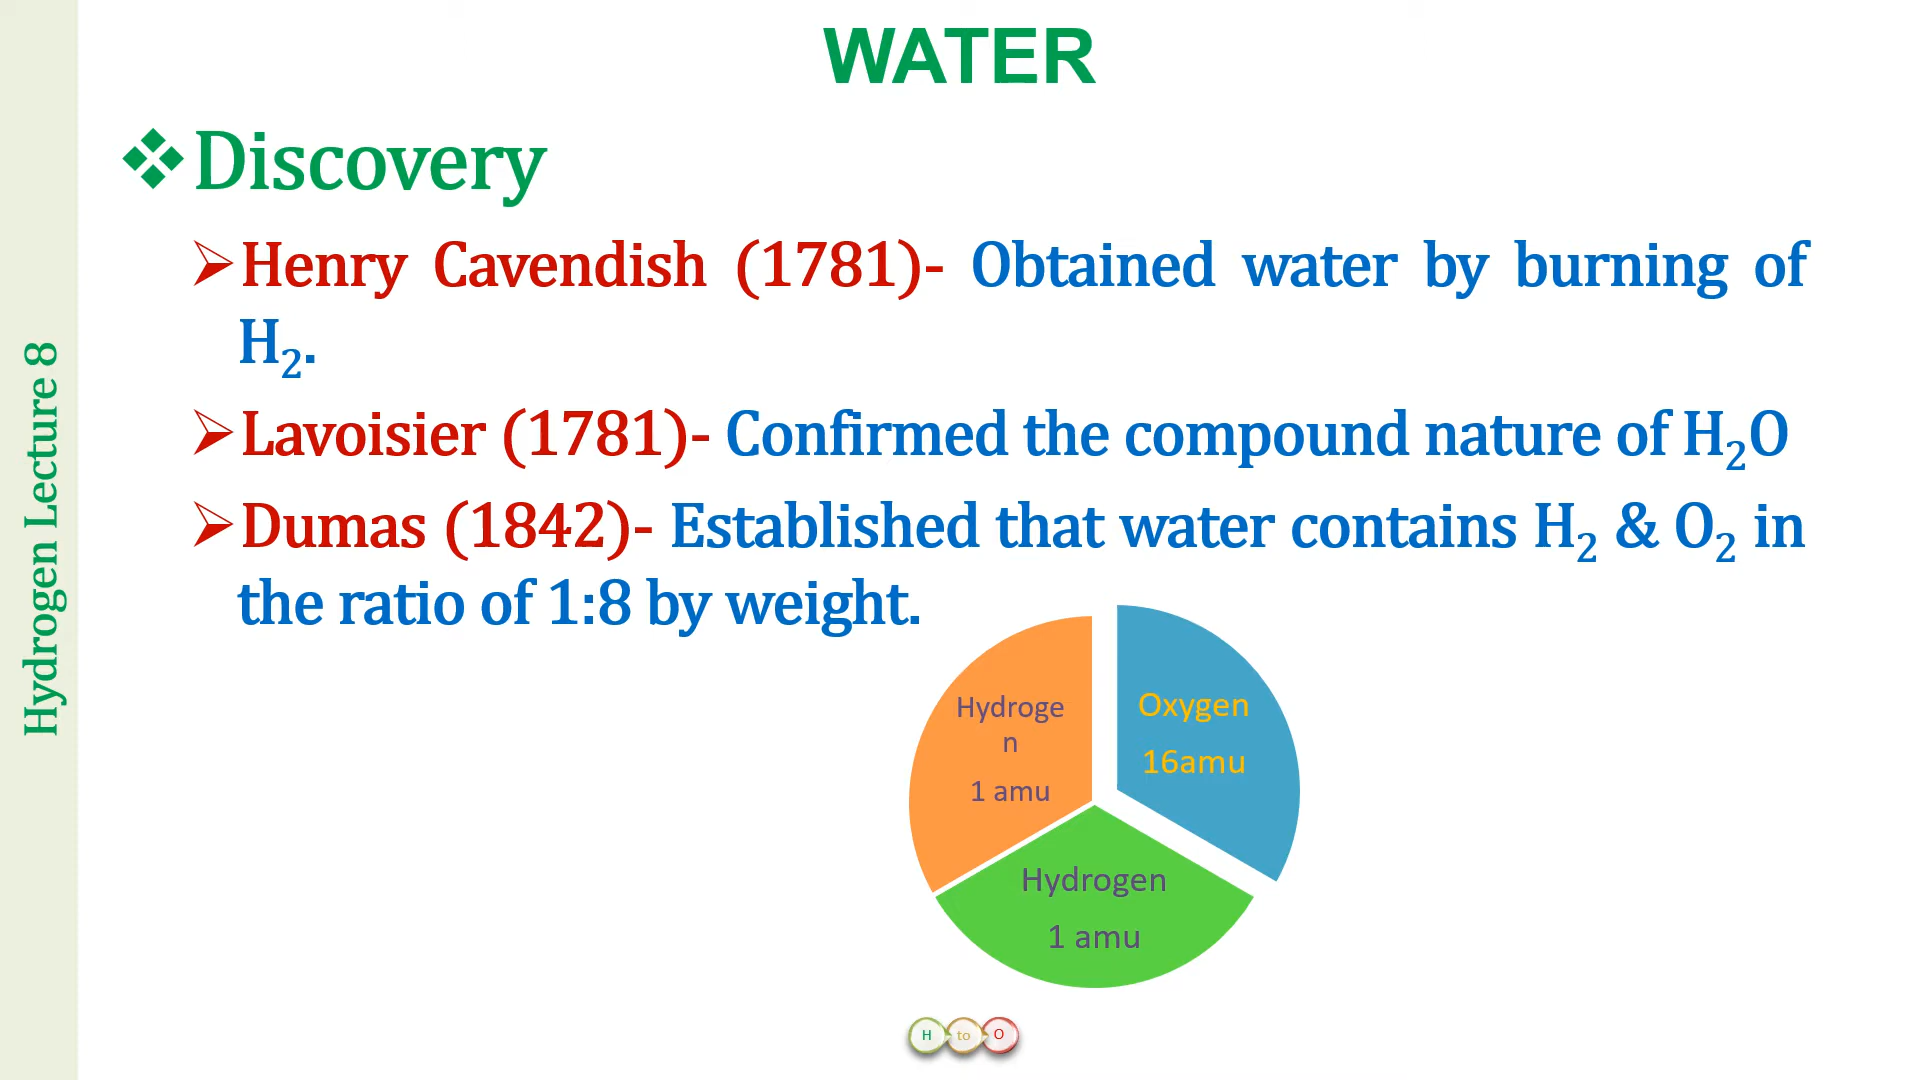 WATER
❖Discovery
➢Henry Cavendish (1781)- Obtained water by burning of
H₂.
➢Lavoisier (1781)- Confirmed the compound nature of H₂O
➢Dumas (1842)- Established that water contains H₂ & O₂ in
the ratio of 1:8 by weight.
Hydroge
n
1 amu
Oxygen
16amu
Hydrogen
1 amu
H to O
Hydrogen Lecture 8